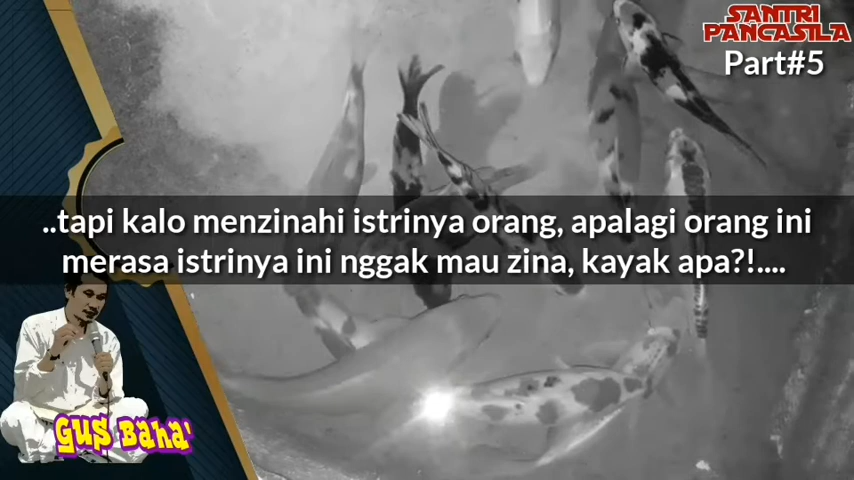 SANTRI
PANCASILA
Part#5
..tapi kalo menzinahi istrinya orang, apalagi orang ini
merasa istrinya ini nggak mau zina, kayak apa?!....
GUS BaHa'